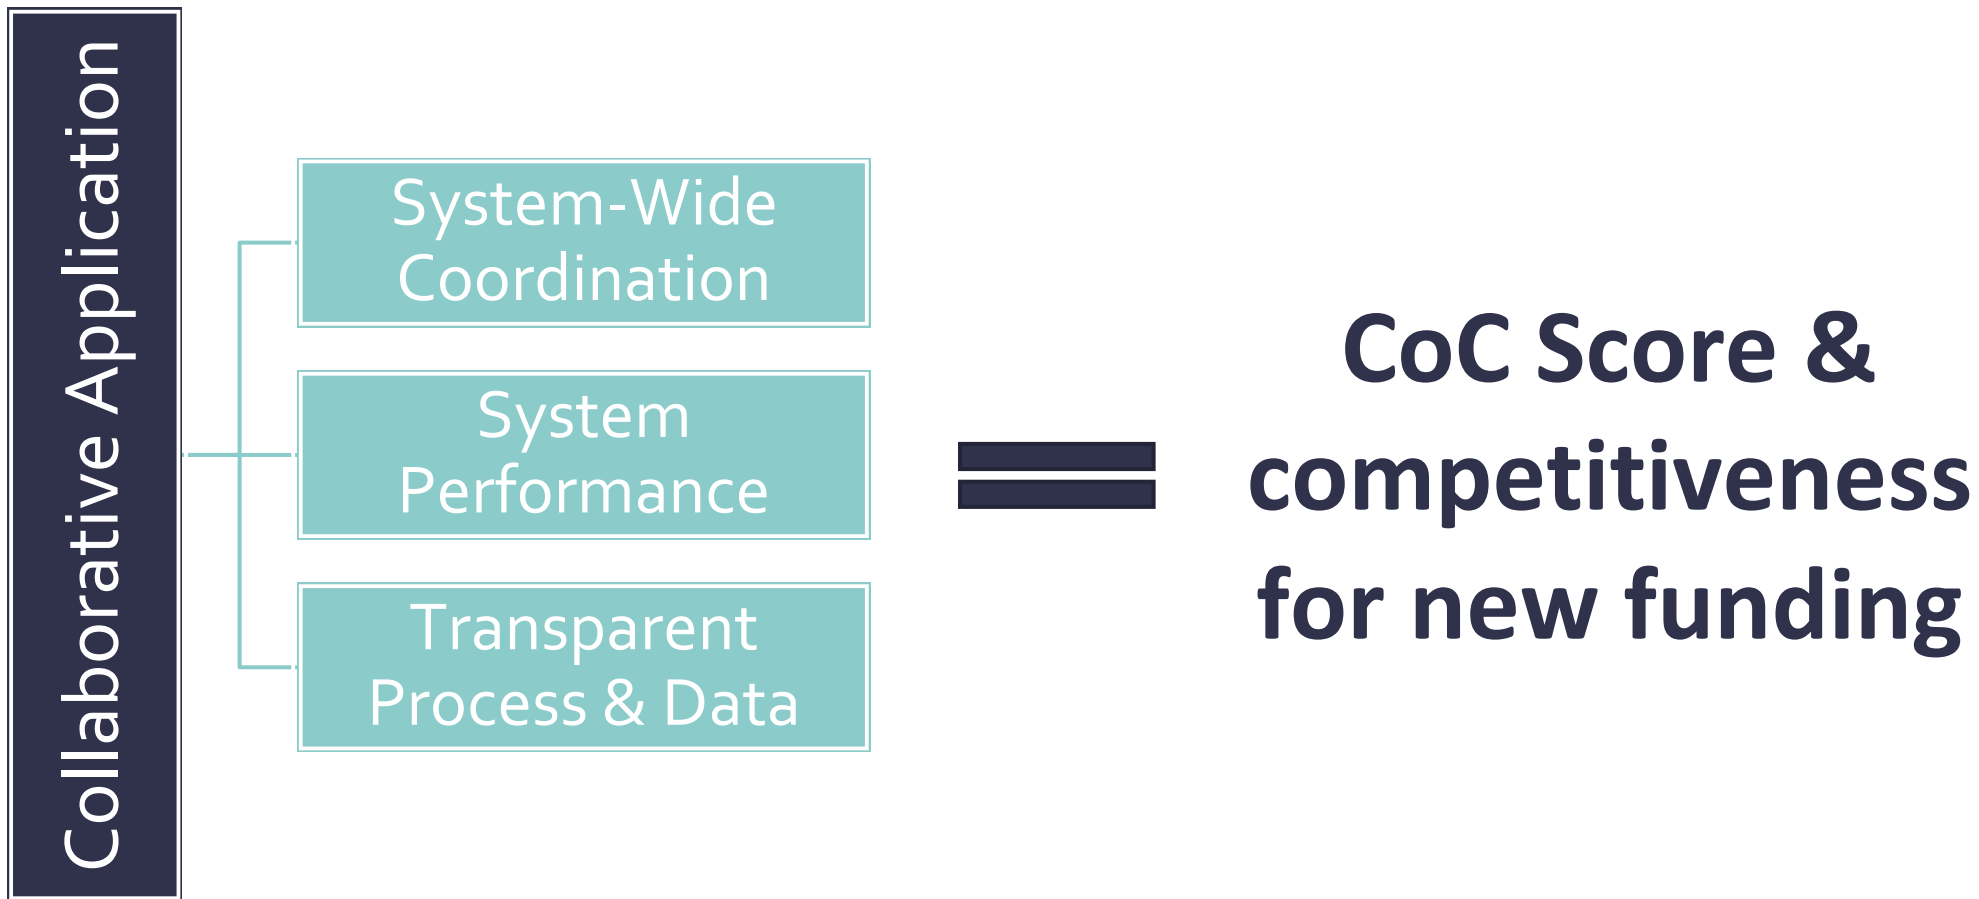 Collaborative Application
System-Wide
Coordination
System
Performance
Transparent
Process & Data
CoC Score &
competitiveness
for new funding